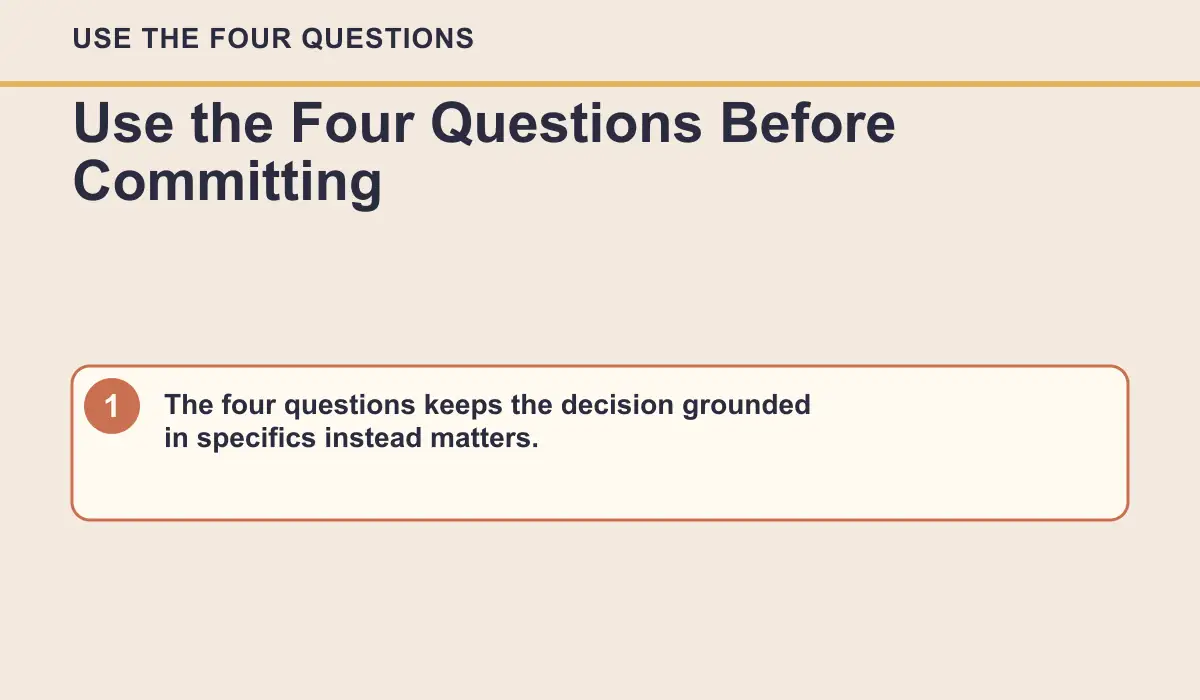 USE THE FOUR QUESTIONS
Use the Four Questions Before
Committing
1
The four questions keeps the decision grounded
in specifics instead matters.